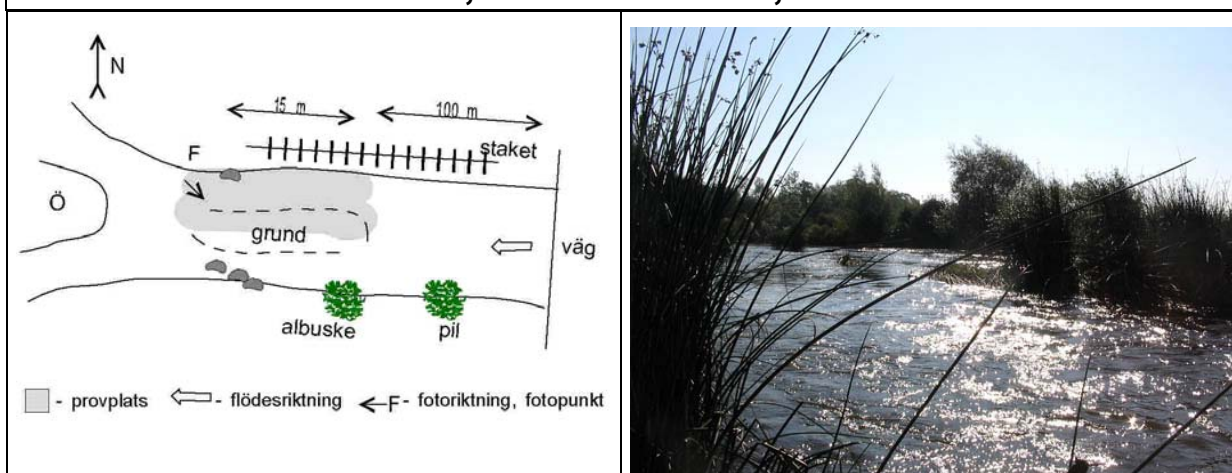 N
15 m
100 m
staket
F
Ö
grund
väg
albuske
pil
- provplats
- flödesriktning
F - fotoriktning, fotopunkt